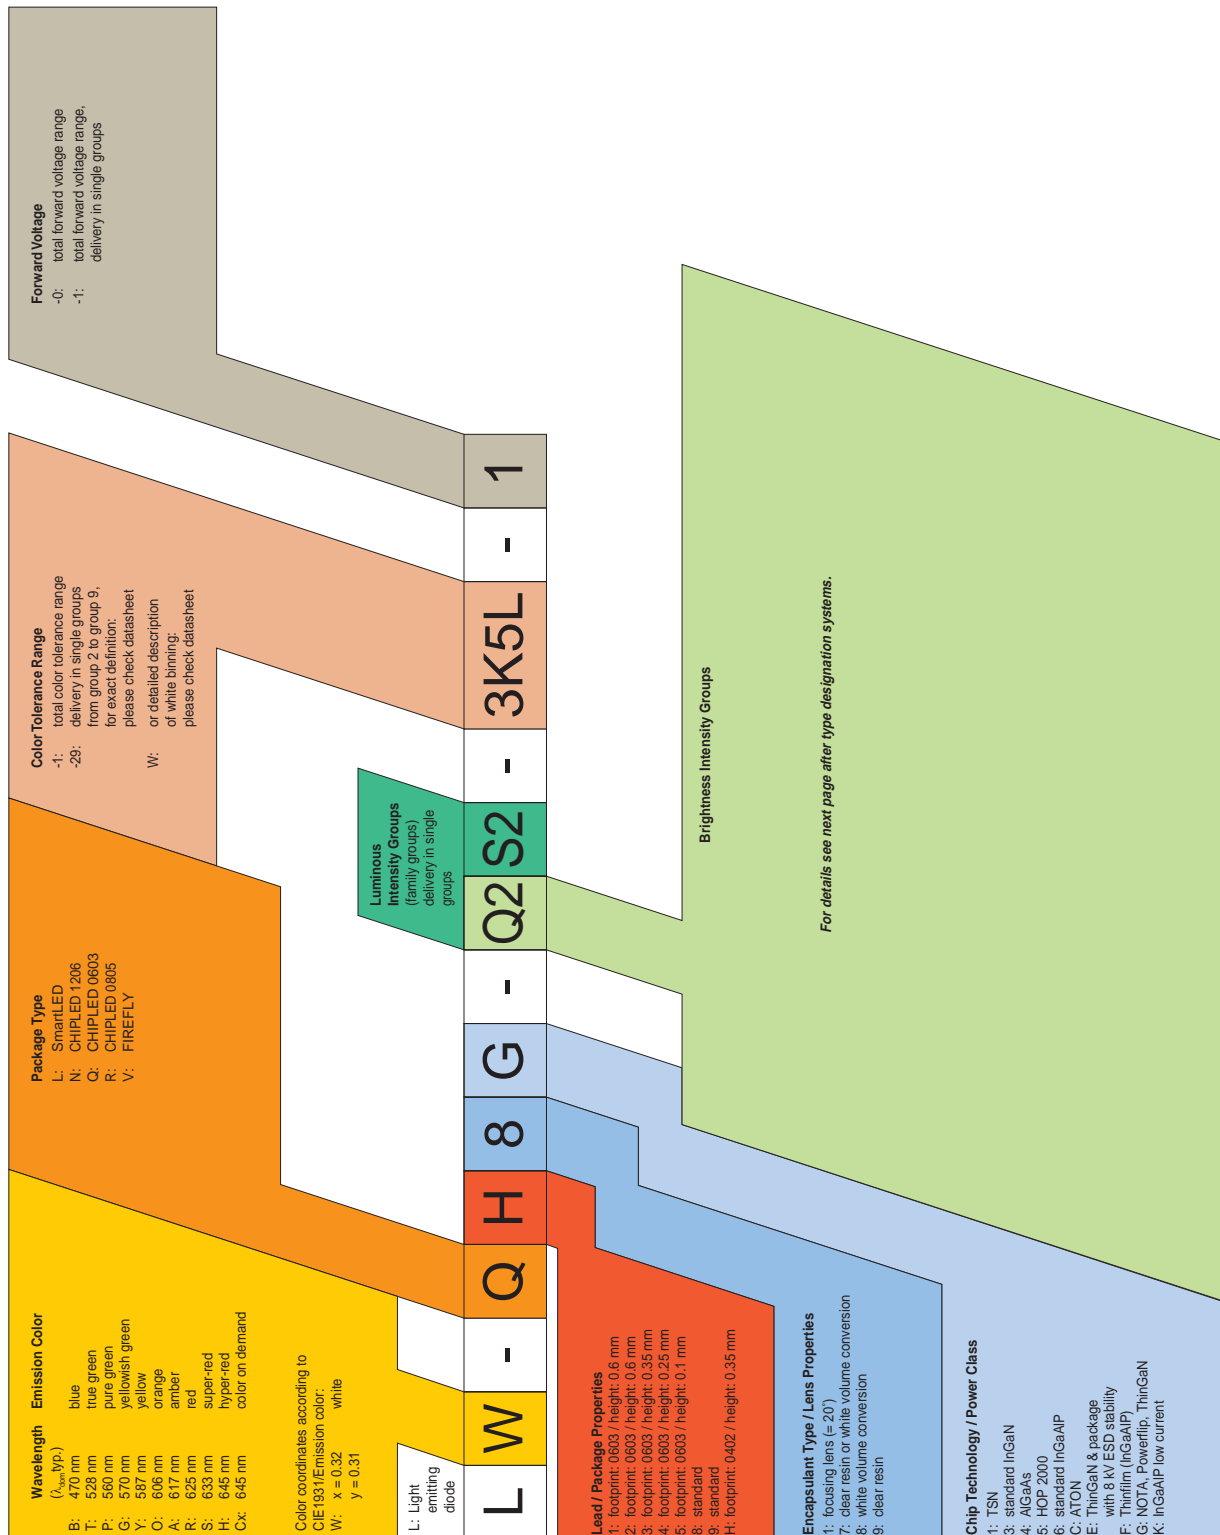 Wavelength Emission Color
(λdom typ.)
B: 470 nm blue
T: 528 nm true green
P: 560 nm pure green
G: 570 nm yellowish green
Y: 587 nm yellow
O: 606 nm orange
A: 617 nm amber
R: 625 nm red
S: 633 nm super-red
H: 645 nm hyper-red
Cx: 645 nm color on demand
Color coordinates according to
CIE1931/Emission color:
W: x = 0.32 white
y = 0.31
Package Type
L: SmartLED
N: CHIPLED 1206
Q: CHIPLED 0603
R: CHIPLED 0805
V: FIREFLY
Color Tolerance Range
-1: total color tolerance range
-29: delivery in single groups
from group 2 to group 9,
for exact definition:
please check datasheet
W: or detailed description
of white binning:
please check datasheet
Forward Voltage
-0: total forward voltage range
-1: total forward voltage range,
delivery in single groups
L: Light
emitting
diode
Luminous
Intensity Groups
(family groups)
delivery in single
groups
L W - Q H 8 G - Q2 S2 - 3K5L - 1
Lead / Package Properties
1: footprint: 0603 / height: 0.6 mm
2: footprint: 0603 / height: 0.6 mm
3: footprint: 0603 / height: 0.35 mm
4: footprint: 0603 / height: 0.25 mm
5: footprint: 0603 / height: 0.1 mm
8: standard
9: standard
H: footprint: 0402 / height: 0.35 mm
Encapsulant Type / Lens Properties
1: focusing lens (= 20˚)
7: clear resin or white volume conversion
8: white volume conversion
9: clear resin
Chip Technology / Power Class
1: TSN
3: standard InGaN
4: AlGaAs
5: HOP 2000
6: standard InGaAlP
C: ATON
E: ThinGaN & package
with 8 kV ESD stability
F: Thinfilm (InGaAlP)
G: NOTA, Powerflip, ThinGaN
K: InGaAlP low current
Brightness Intensity Groups
For details see next page after type designation systems.